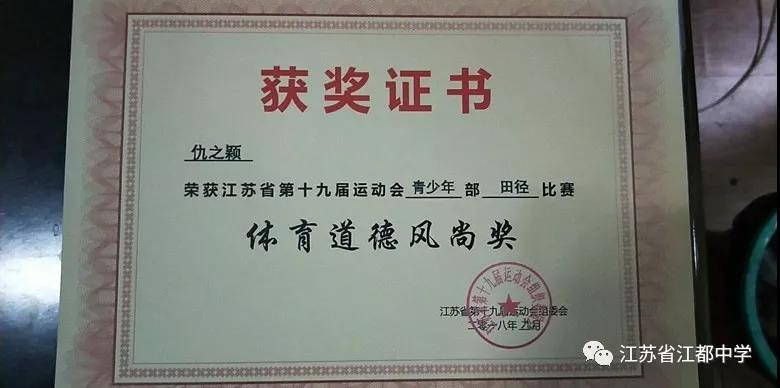 获奖证书
仇之颖
荣获江苏省第十九届运动会青少年部田径比赛
体育道德风尚奖
江苏省第十九届运动会组委会
二零一八年九月
江苏省江都中学